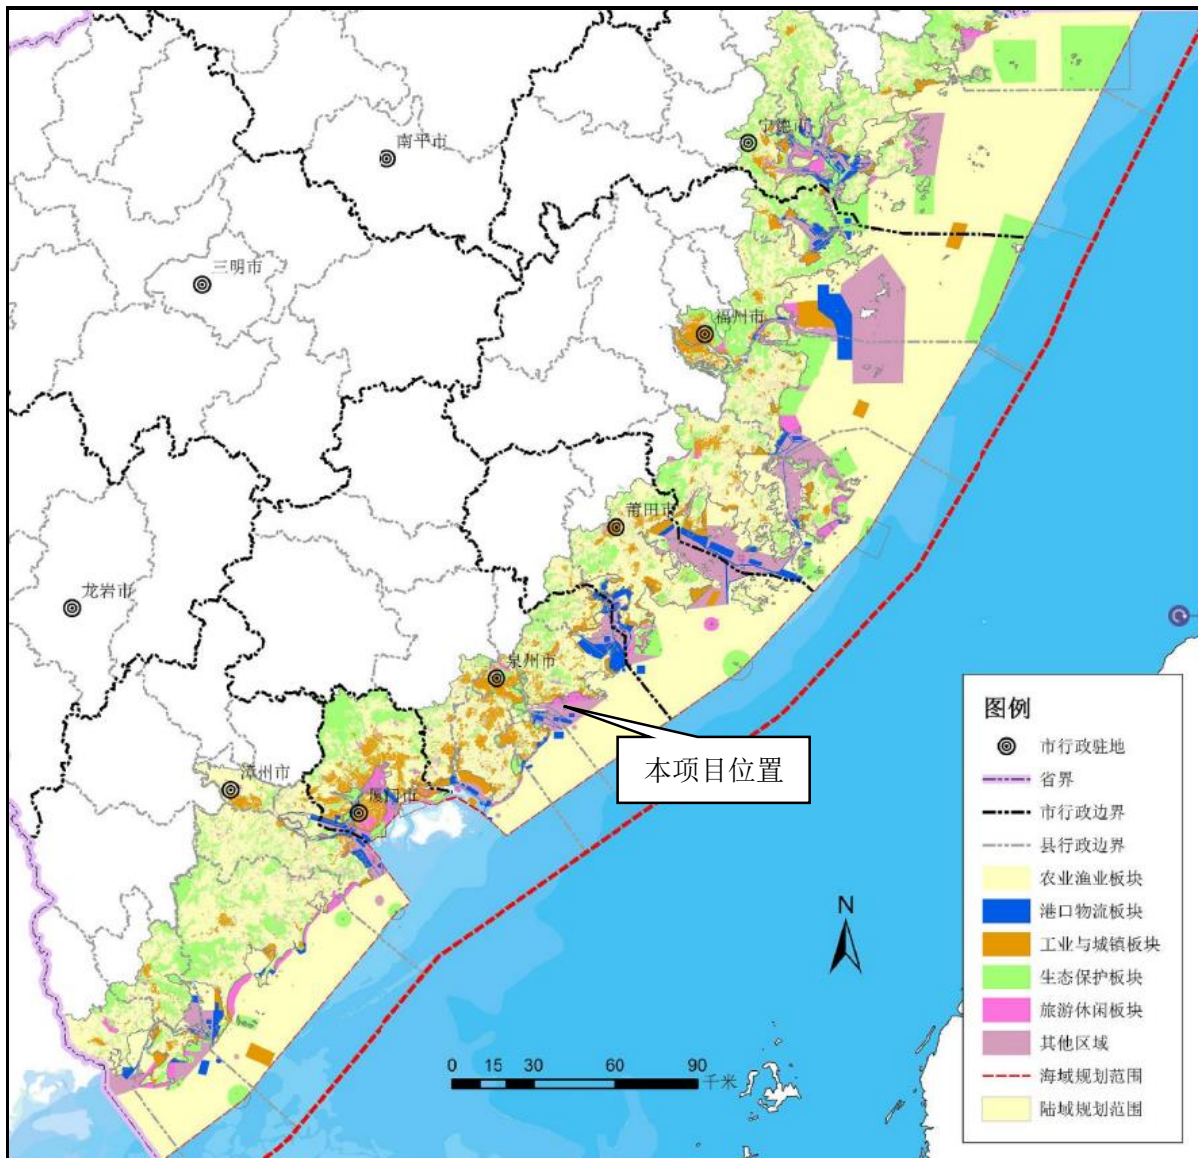 宁德市
南平市
三明市
福州市
莆田市
龙岩市
泉州市
本项目位置
漳州市
厦门市
N
0 15 30 60 90
千米
图例
市行政驻地
省界
市行政边界
县行政边界
农业渔业板块
港口物流板块
工业与城镇板块
生态保护板块
旅游休闲板块
其他区域
海域规划范围
陆域规划范围